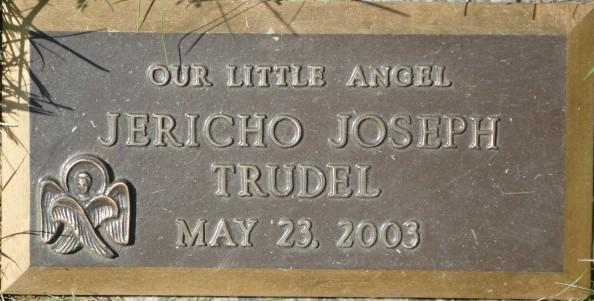 OUR LITTLE ANGEL
JERICHO JOSEPH
TRUDEL
MAY 23, 2003